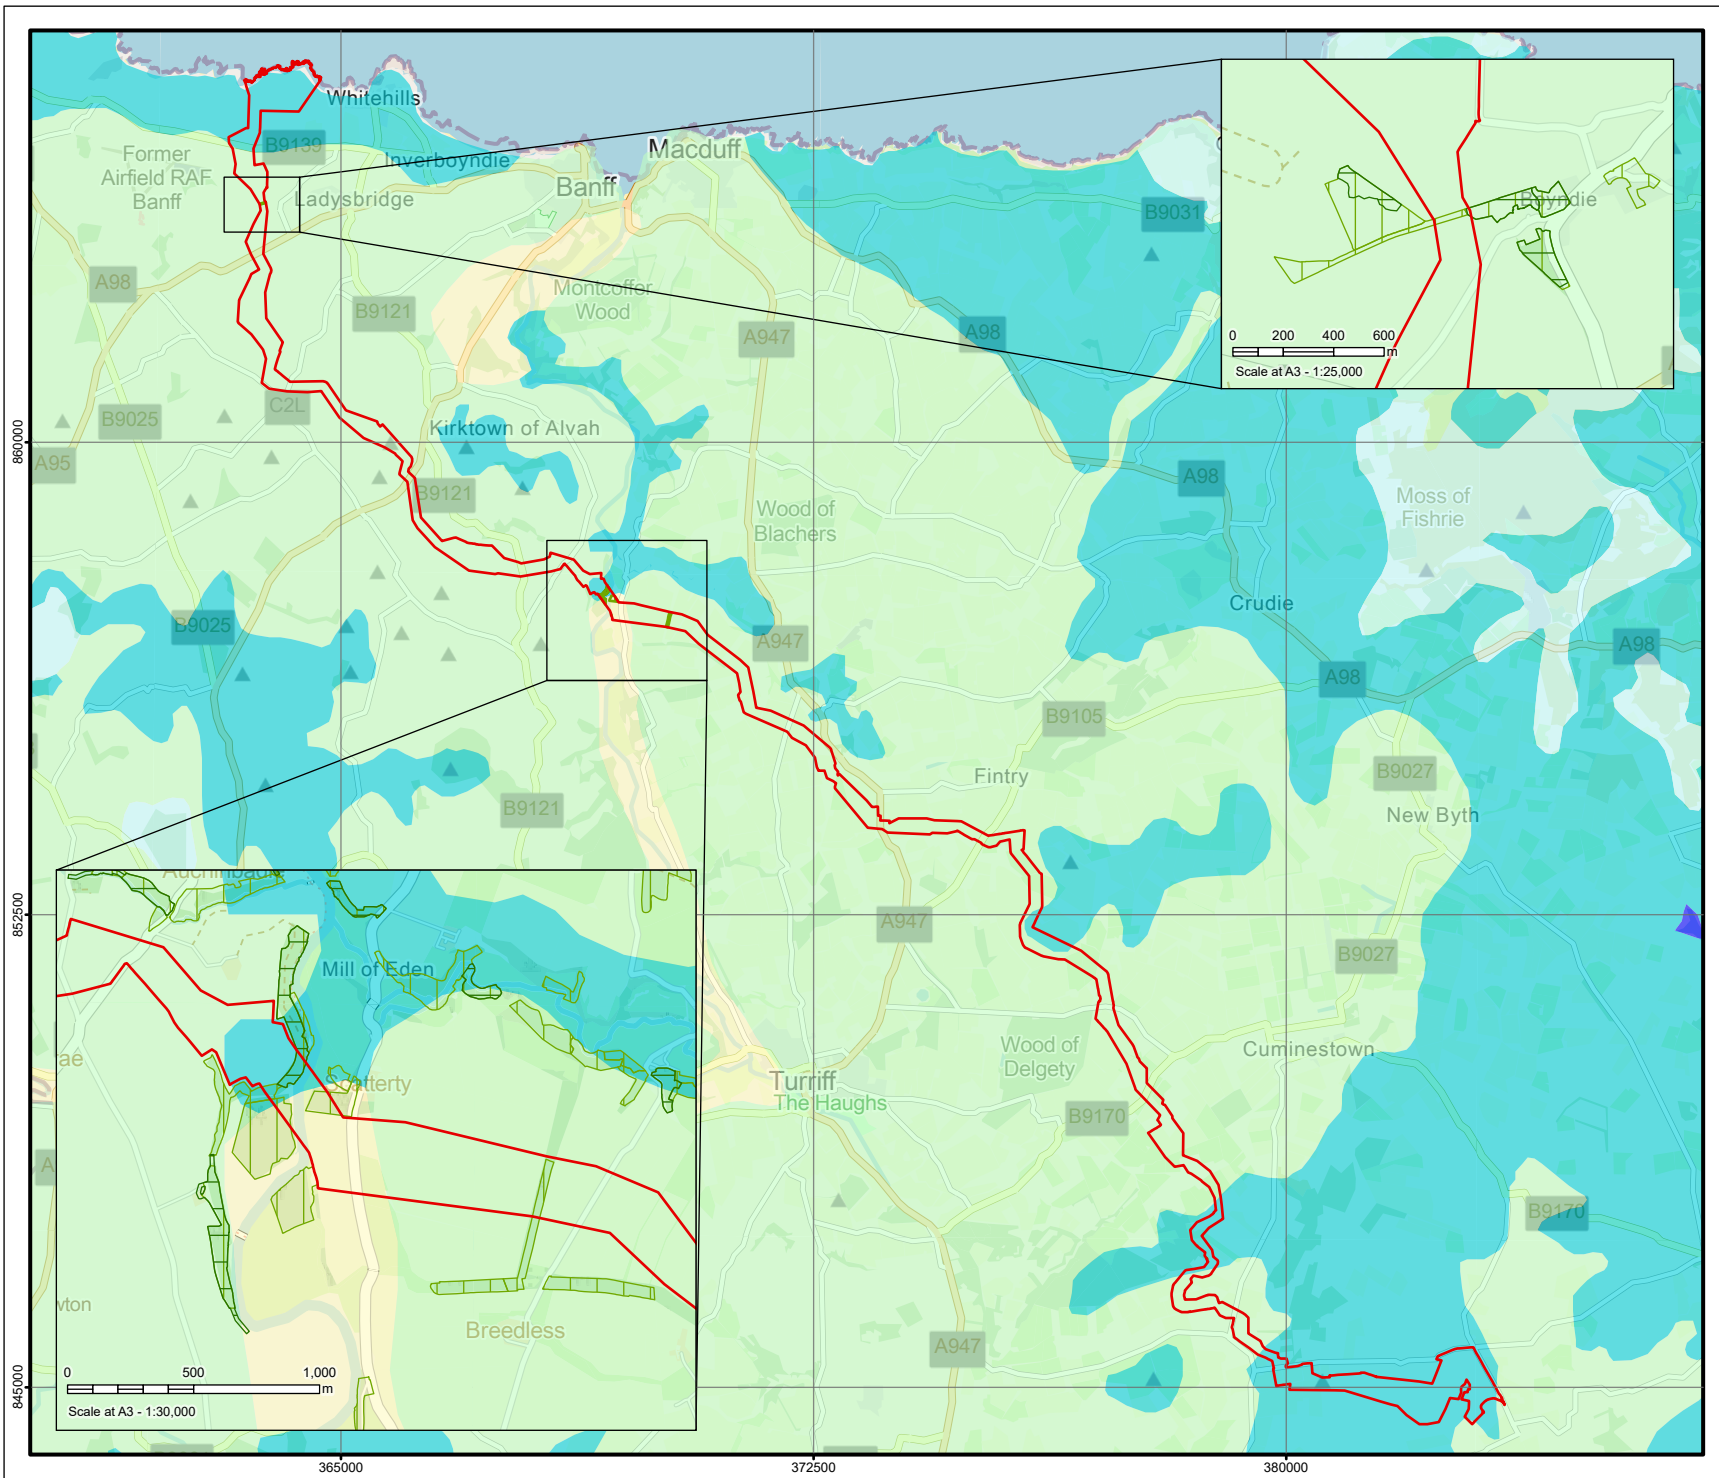 Whitehills
B9139
Former
Airfield RAF
Banff
Inverboyndie
Ladysbridge
Macduff
Banff
B9031
A98
B9121
Montcoffer
Wood
A947
A98
Boyndie
0 200 400 600
m
Scale at A3 - 1:25,000
C2L
B9025
Kirktown of Alvah
860000
A95
B9121
A98
Moss of
Fishrie
Wood of
Blachers
Crudie
B9025
A947
A98
A98
B9105
Fintry
B9027
B9121
New Byth
Auchinbadie
852500
A947
B9027
Mill of Eden
Wood of
Delgety
Cuminestown
Scatterty
Turriff
The Haughs
B9170
B9170
Breedless
A947
0 500 1,000
m
Scale at A3 - 1:30,000
845000
365000 372500 380000